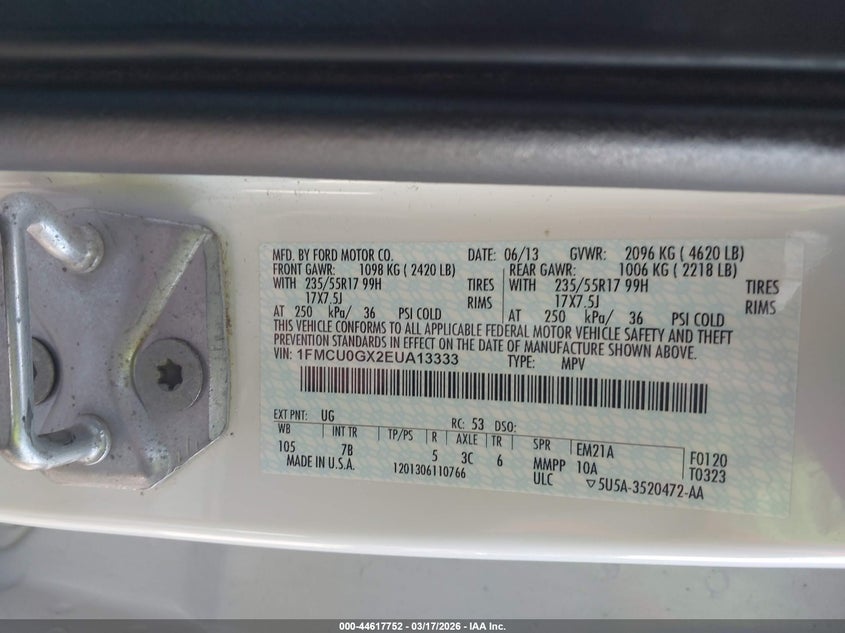 MFD. BY FORD MOTOR CO. DATE: 06/13 GVWR: 2096 KG ( 4620 LB)
FRONT GAWR: 1098 KG ( 2420 LB) REAR GAWR: 1006 KG ( 2218 LB)
WITH 235/55R17 99H TIRES WITH 235/55R17 99H TIRES
17X7.5J RIMS 17X7.5J RIMS
AT 250 kPa/ 36 PSI COLD AT 250 kPa/ 36 PSI COLD
THIS VEHICLE CONFORMS TO ALL APPLICABLE FEDERAL MOTOR VEHICLE SAFETY AND THEFT
PREVENTION STANDARDS IN EFFECT ON THE DATE OF MANUFACTURE SHOWN ABOVE.
VIN: 1FMCU0GX2EUA13333 TYPE: MPV
EXT PNT: UG RC: 53 DSO:
WB INT TR TP/PS R AXLE TR SPR EM21A F0120
105 7B 5 3C 6 MMPP 10A T0323
MADE IN U.S.A. 1201306110766 ULC ▽5U5A-3520472-AA
000-44617752 — 03/17/2026 — IAA Inc.